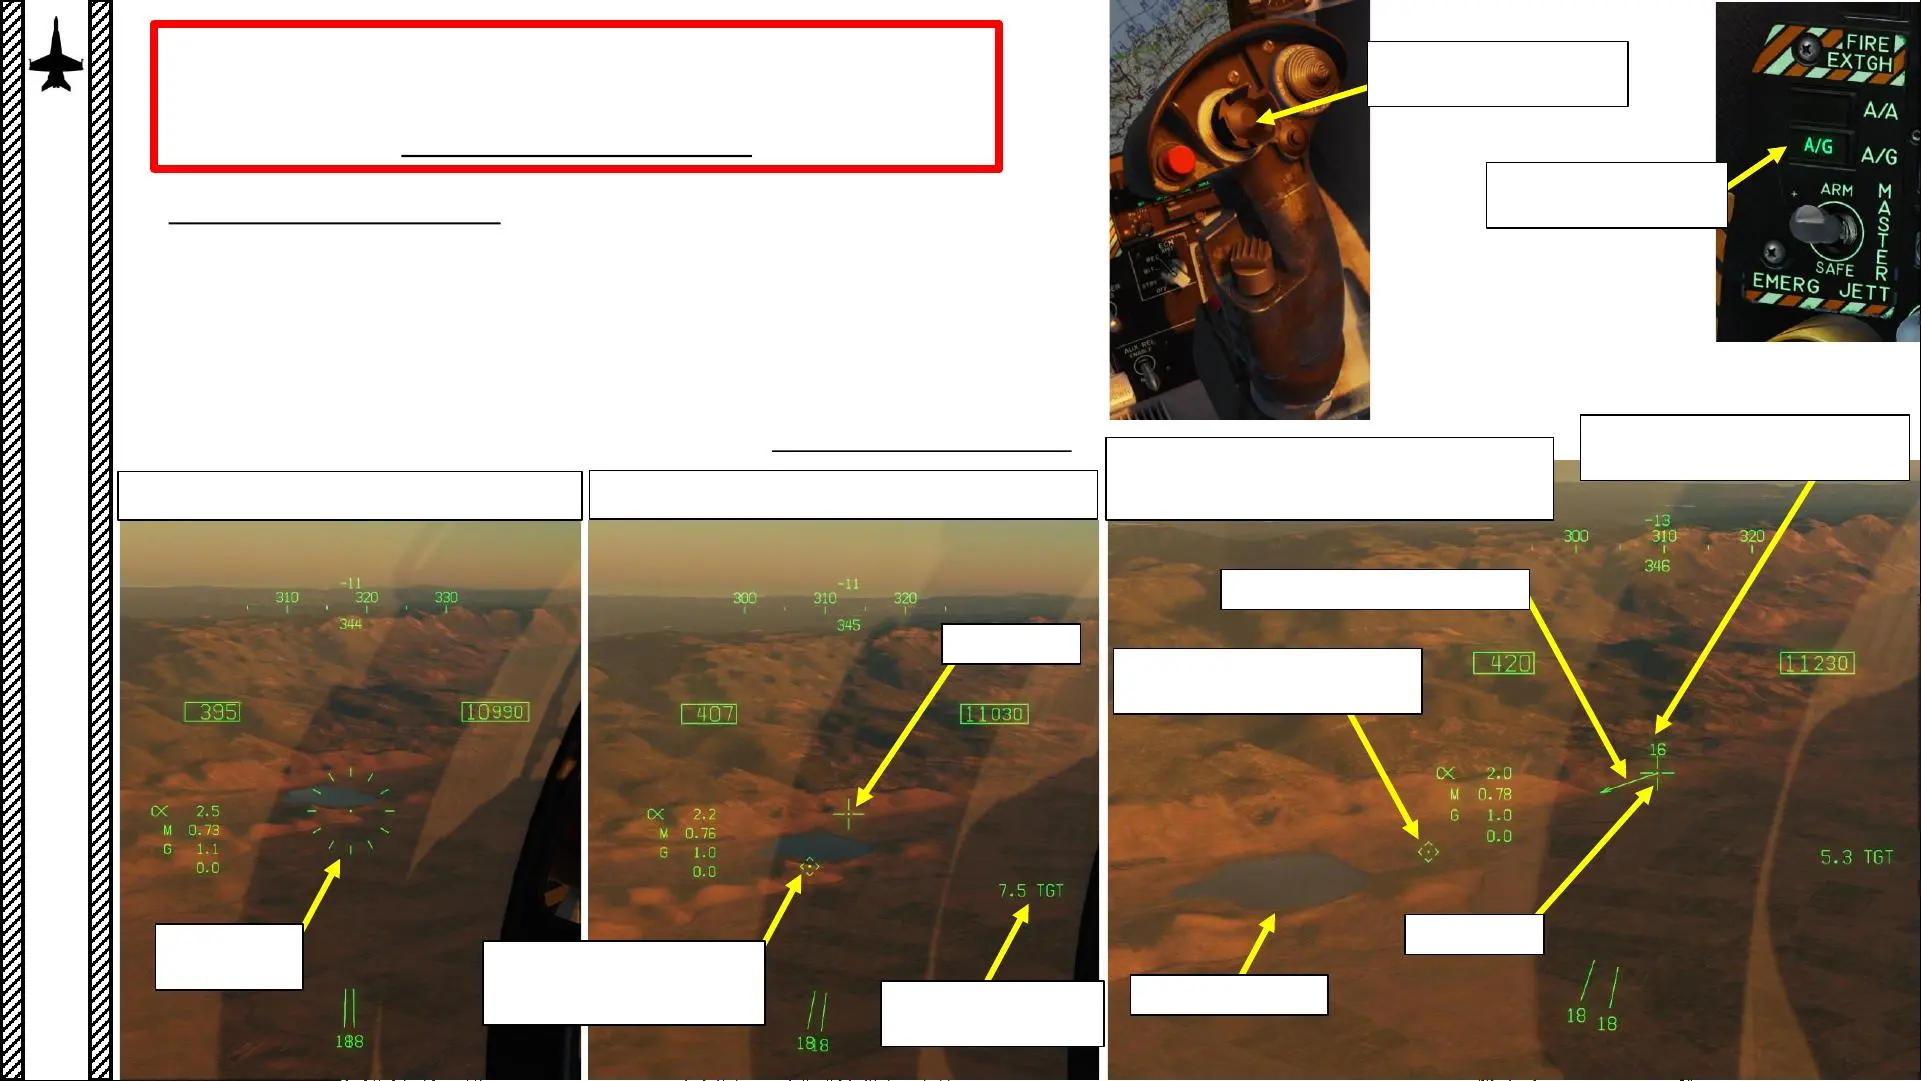 FIRE
EXTGH
A/A
A/G
A/G
ARM
MASTER
SAFE
EMERG JETT
AUX REL
ENABLE
-11
310 320 330
344
395
10990
α 2.5
M 0.73
G 1.1
0.0
-11
300 310 320
345
407
11030
α 2.2
M 0.76
G 1.0
0.0
7.5 TGT
-13
300 310 320
346
420
11230
16
α 2.0
M 0.78
G 1.0
0.0
5.3 TGT
18 18